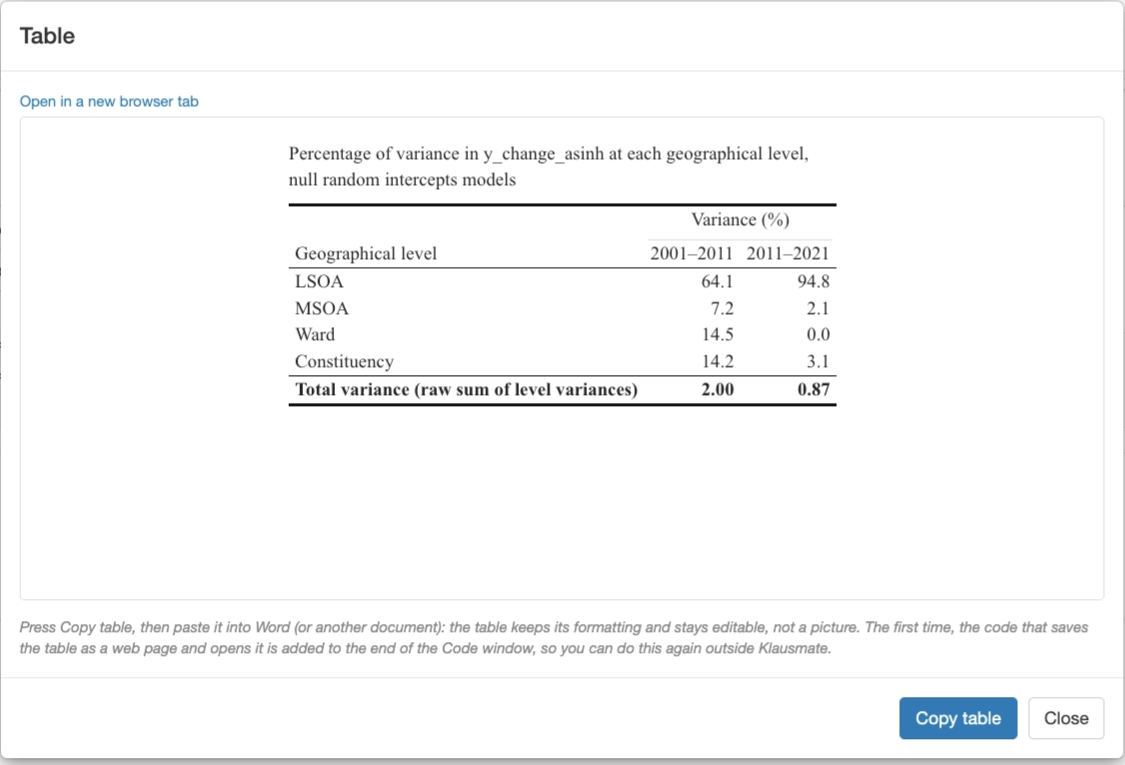 Table
Open in a new browser tab
Percentage of variance in y_change_asinh at each geographical level,
null random intercepts models
Variance (%)
Geographical level 2001–2011 2011–2021
LSOA 64.1 94.8
MSOA 7.2 2.1
Ward 14.5 0.0
Constituency 14.2 3.1
Total variance (raw sum of level variances) 2.00 0.87
Press Copy table, then paste it into Word (or another document): the table keeps its formatting and stays editable, not a picture. The first time, the code that saves
the table as a web page and opens it is added to the end of the Code window, so you can do this again outside Klausmate.
Copy table Close